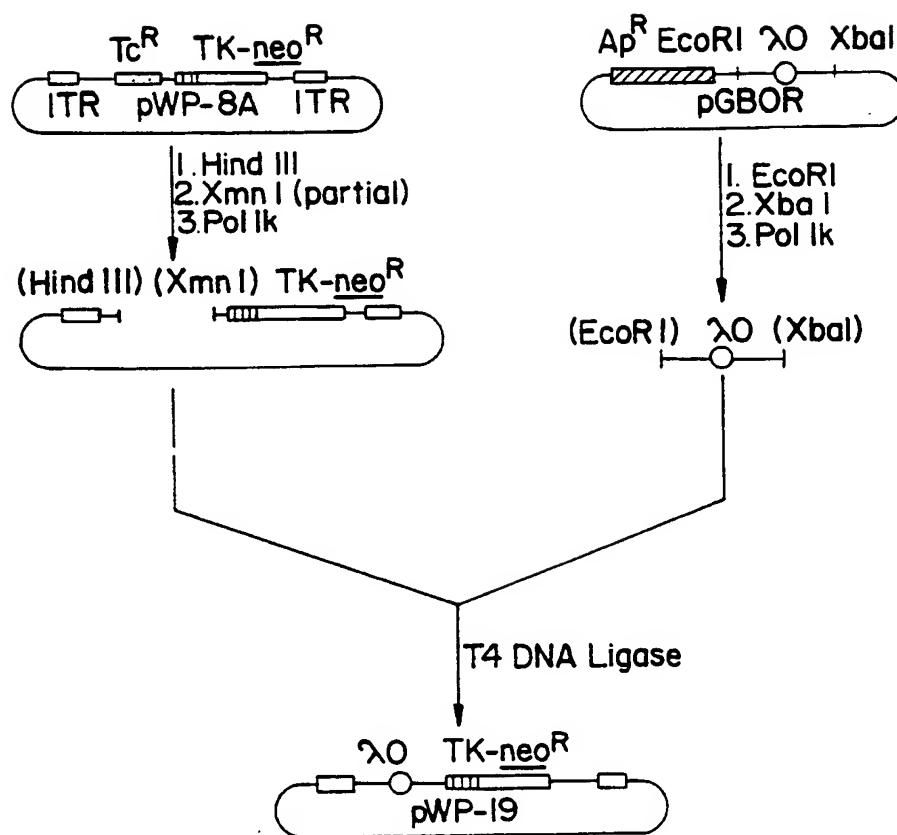 Tc^R TK-neo^R
ITR pWP-8A ITR
1. Hind III
2. Xmn I (partial)
3. Pol Ik
(Hind III) (Xmn I) TK-neo^R
Ap^R EcoRI λO XbaI
pGBOR
1. EcoRI
2. Xba I
3. Pol Ik
(EcoRI) λO (XbaI)
T4 DNA Ligase
λO TK-neo^R
pWP-19